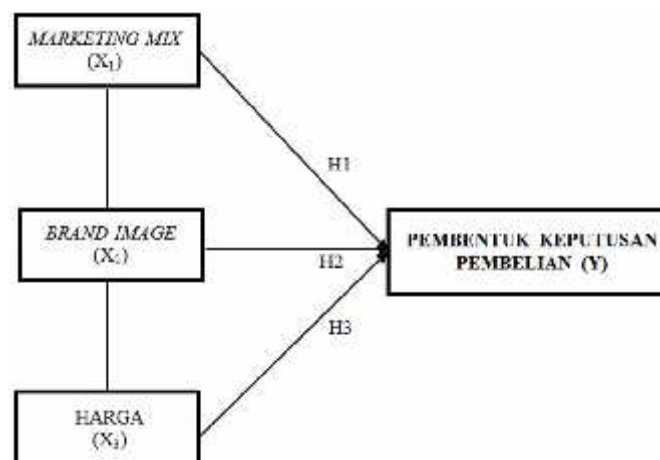 MARKETING MIX
(X₁)
H1
BRAND IMAGE
(X₂)
H2
PEMBENTUK KEPUTUSAN
PEMBELIAN (Y)
H3
HARGA
(X₃)